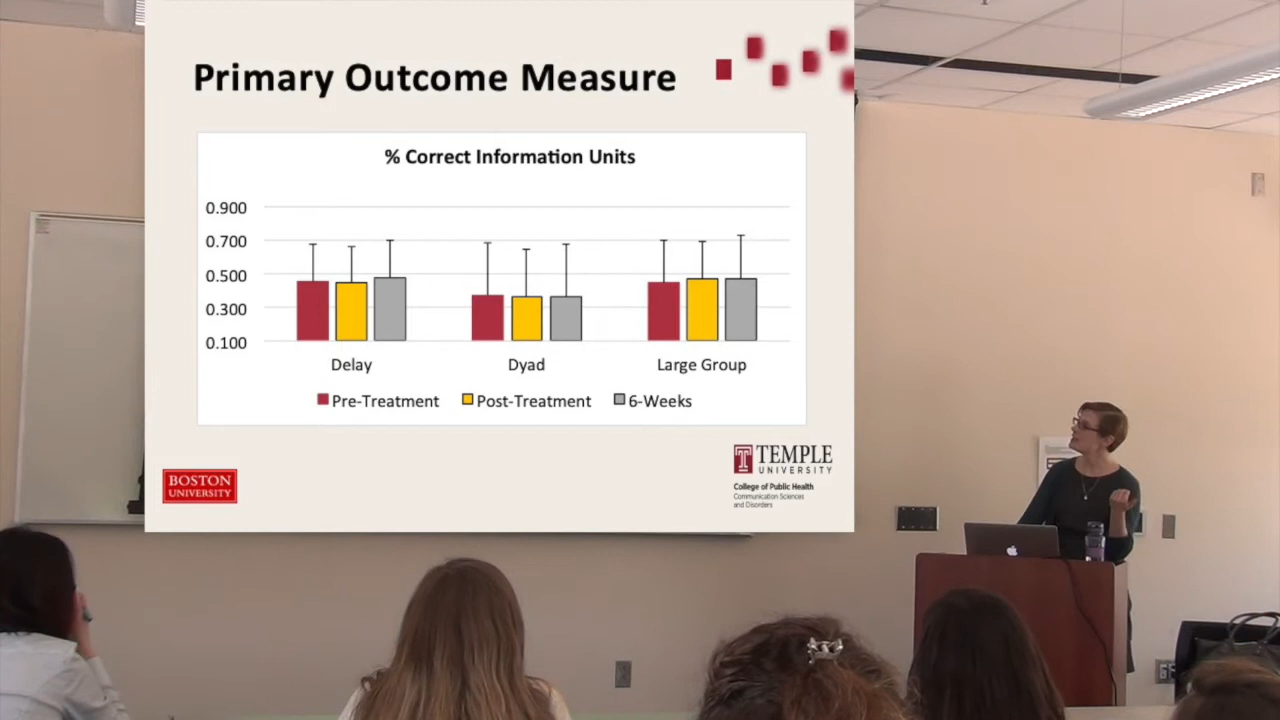 Primary Outcome Measure
% Correct Information Units
0.900
0.700
0.500
0.300
0.100
Delay Dyad Large Group
Pre-Treatment Post-Treatment 6-Weeks
BOSTON
UNIVERSITY
T TEMPLE
UNIVERSITY
College of Public Health
Communication Sciences
and Disorders